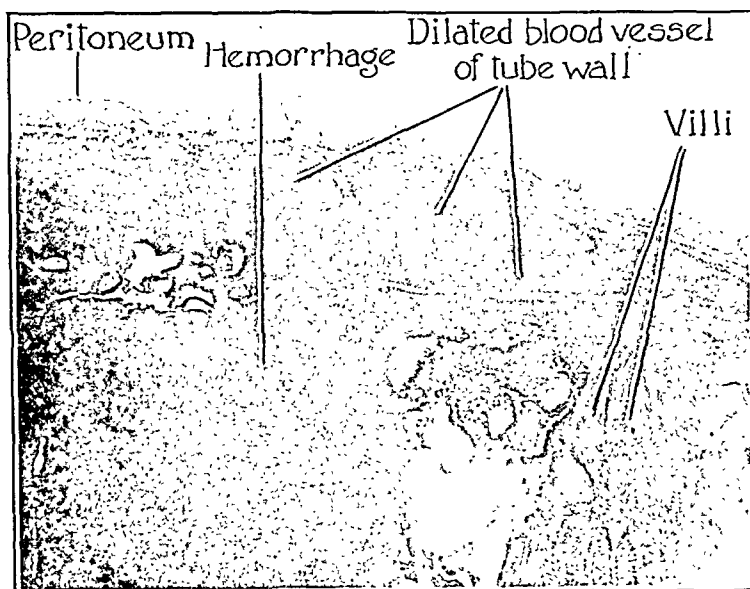 Peritoneum
Hemorrhage
Dilated blood vessel
of tube wall
Villi